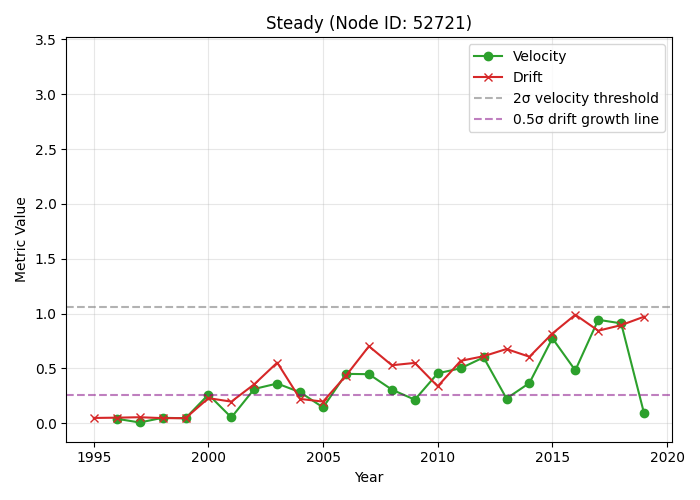 Steady (Node ID: 52721)
3.5
3.0
2.5
2.0
1.5
1.0
0.5
0.0
Metric Value
Velocity
Drift
2σ velocity threshold
0.5σ drift growth line
1995 2000 2005 2010 2015 2020
Year